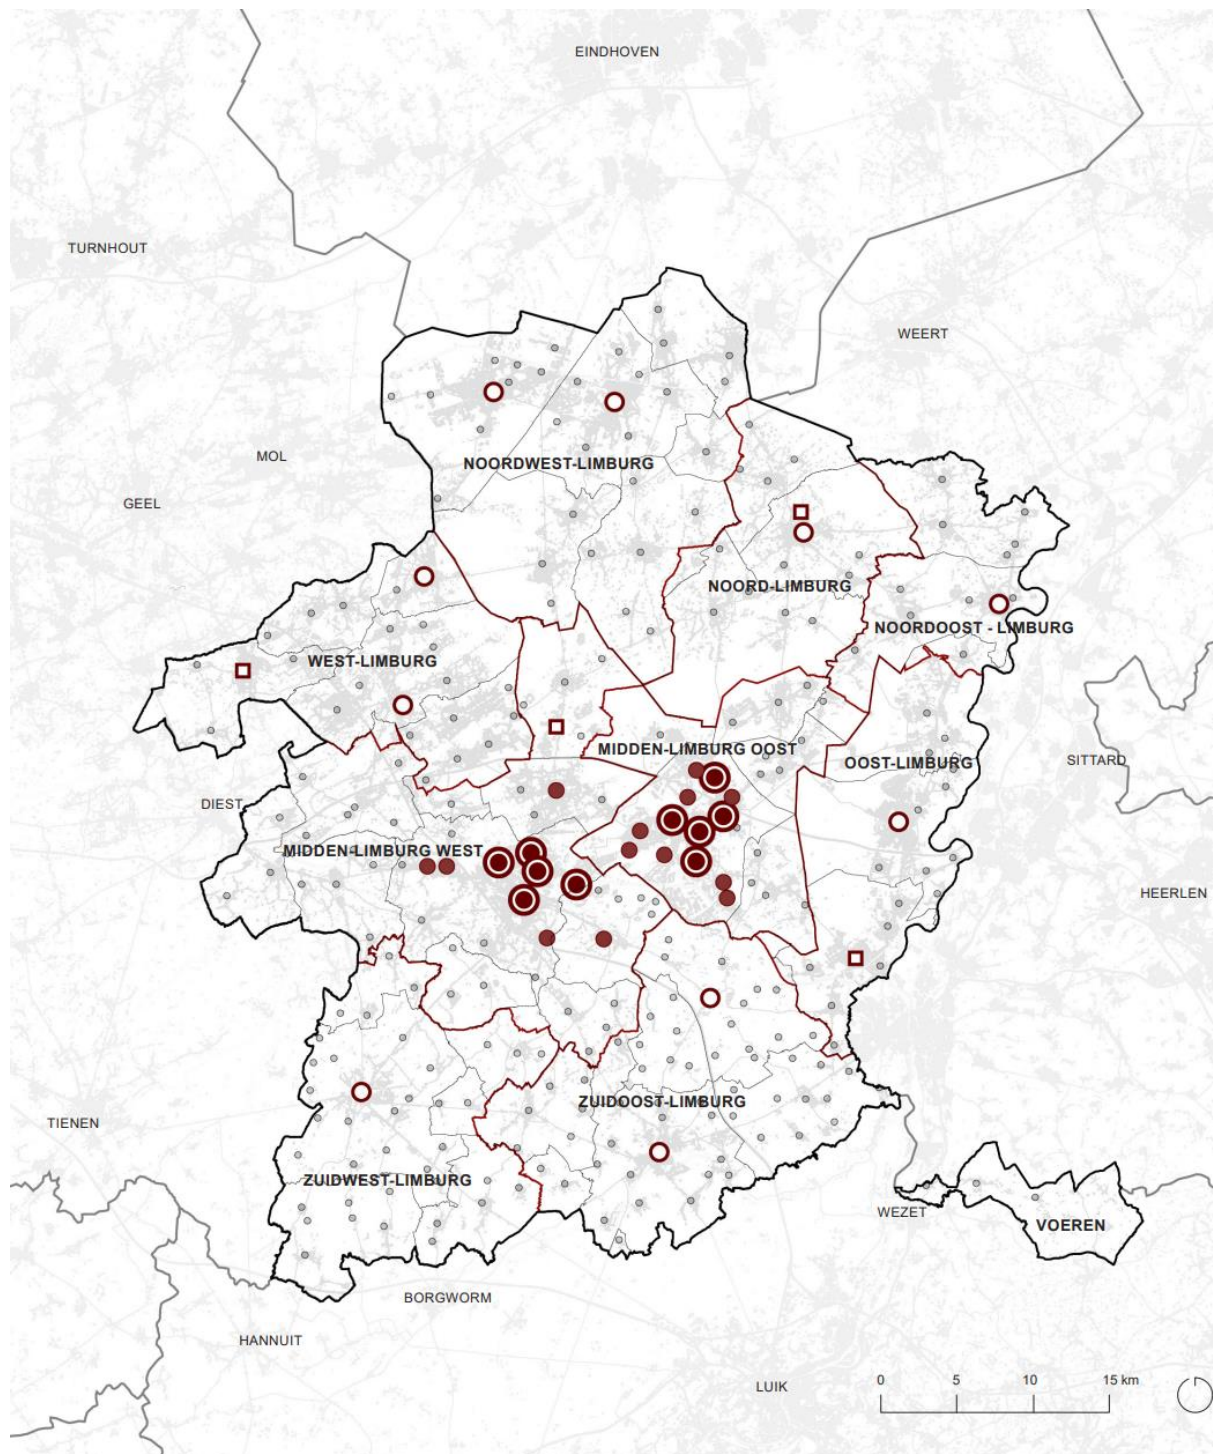 EINDHOVEN
TURNHOUT
WEERT
MOL
NOORDWEST-LIMBURG
GEEL
NOORD-LIMBURG
NOORDOOST - LIMBURG
WEST-LIMBURG
MIDDEN-LIMBURG OOST
OOST-LIMBURG
SITTARD
DIEST
MIDDEN-LIMBURG WEST
HEERLEN
ZUIDOOST-LIMBURG
TIENEN
ZUIDWEST-LIMBURG
WEZET
VOEREN
BORGWORM
HANNUIT
LUIK
0 5 10 15 km